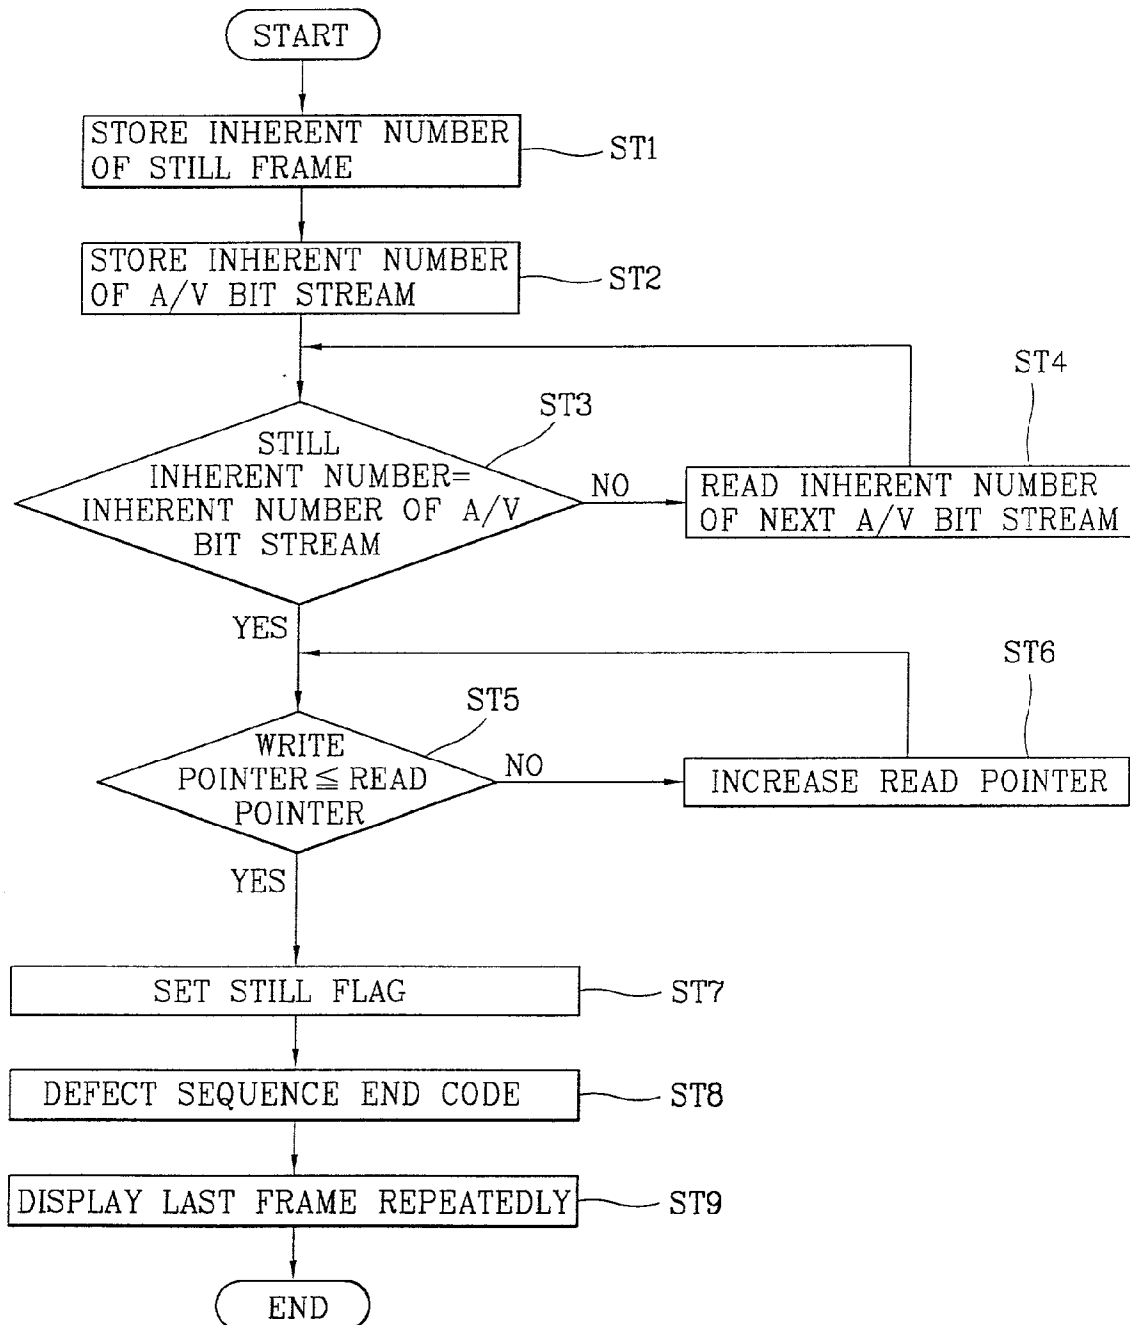 START
STORE INHERENT NUMBER
OF STILL FRAME
ST1
STORE INHERENT NUMBER
OF A/V BIT STREAM
ST2
ST3
STILL
INHERENT NUMBER=
INHERENT NUMBER OF A/V
BIT STREAM
NO
ST4
READ INHERENT NUMBER
OF NEXT A/V BIT STREAM
YES
ST5
WRITE
POINTER≦READ
POINTER
NO
ST6
INCREASE READ POINTER
YES
SET STILL FLAG
ST7
DEFECT SEQUENCE END CODE
ST8
DISPLAY LAST FRAME REPEATEDLY
ST9
END